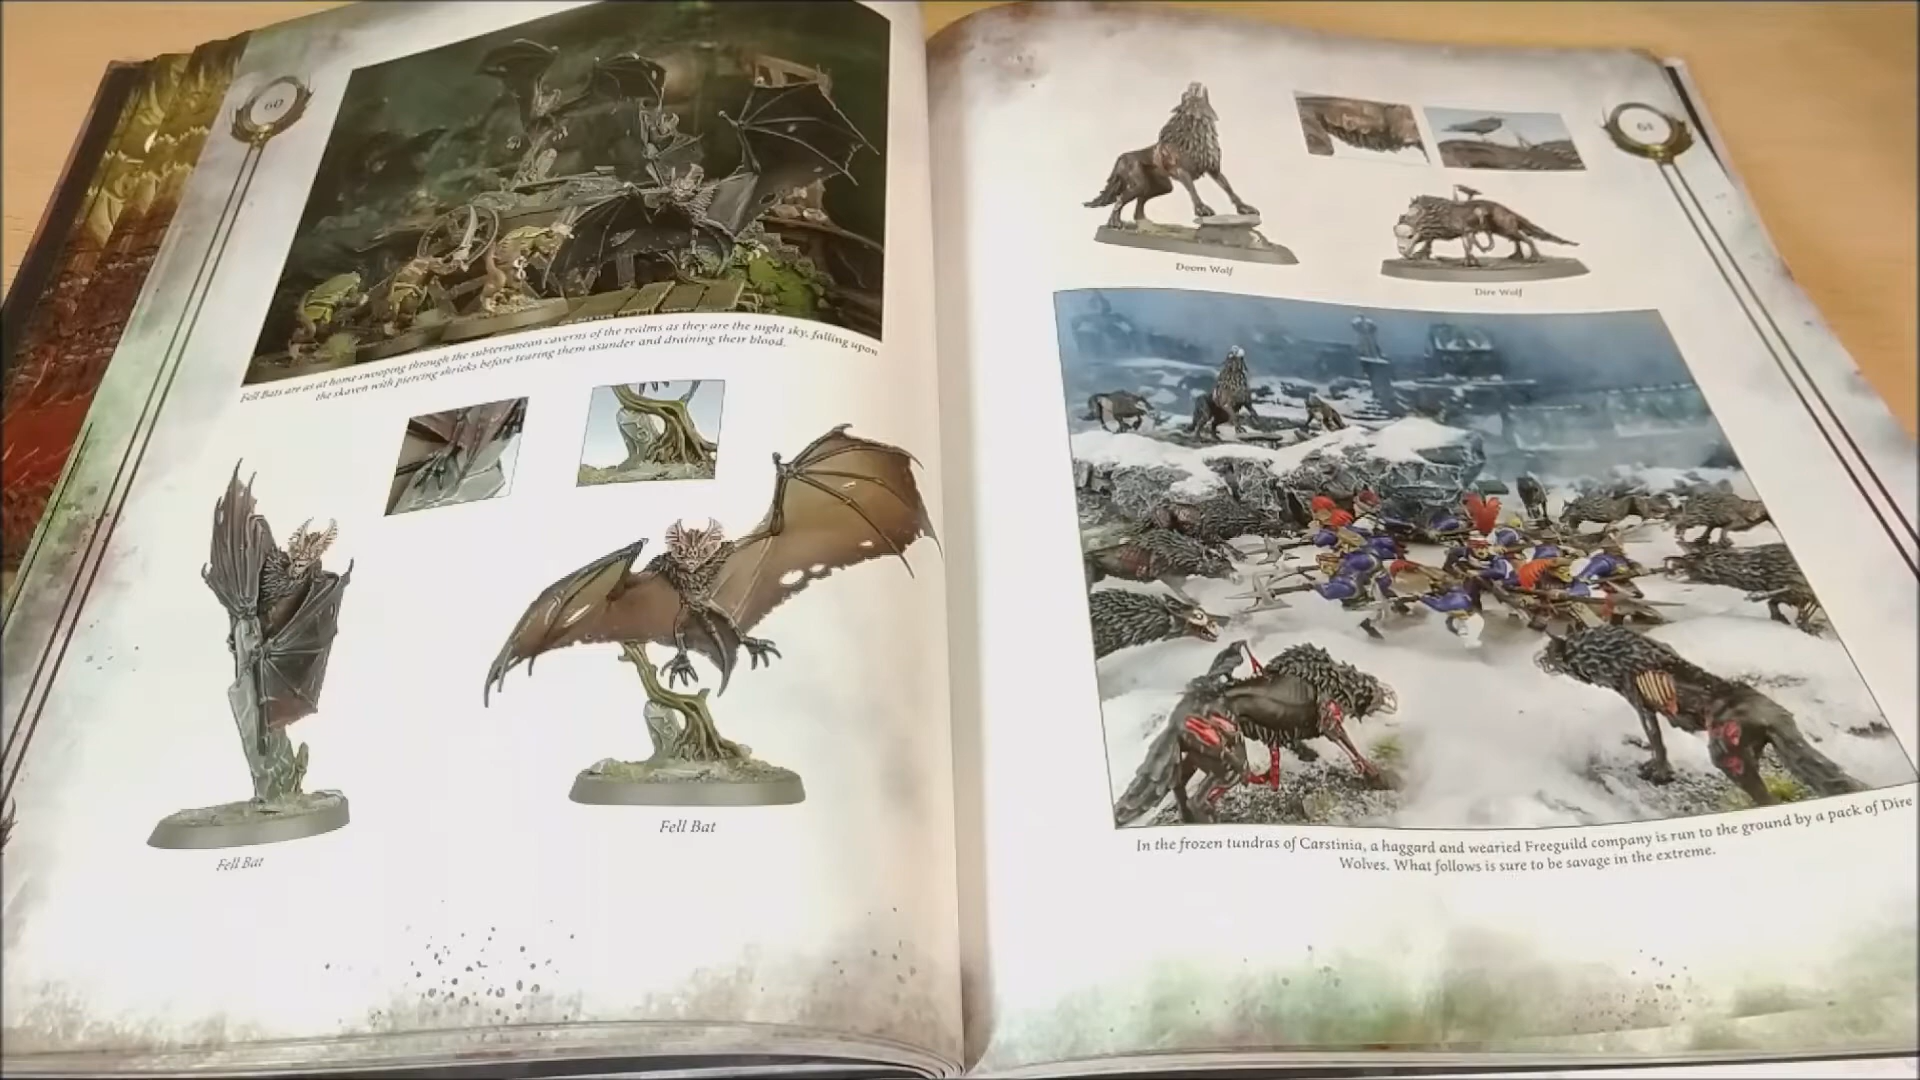 60
Fell Bats are as at home swooping through the subterranean caverns of the realms as they are the night sky, falling upon
the skaven with piercing shrieks before tearing them asunder and draining their blood.
Fell Bat
Fell Bat
61
Doom Wolf
Dire Wolf
In the frozen tundras of Carstinia, a haggard and wearied Freeguild company is run to the ground by a pack of Dire
Wolves. What follows is sure to be savage in the extreme.